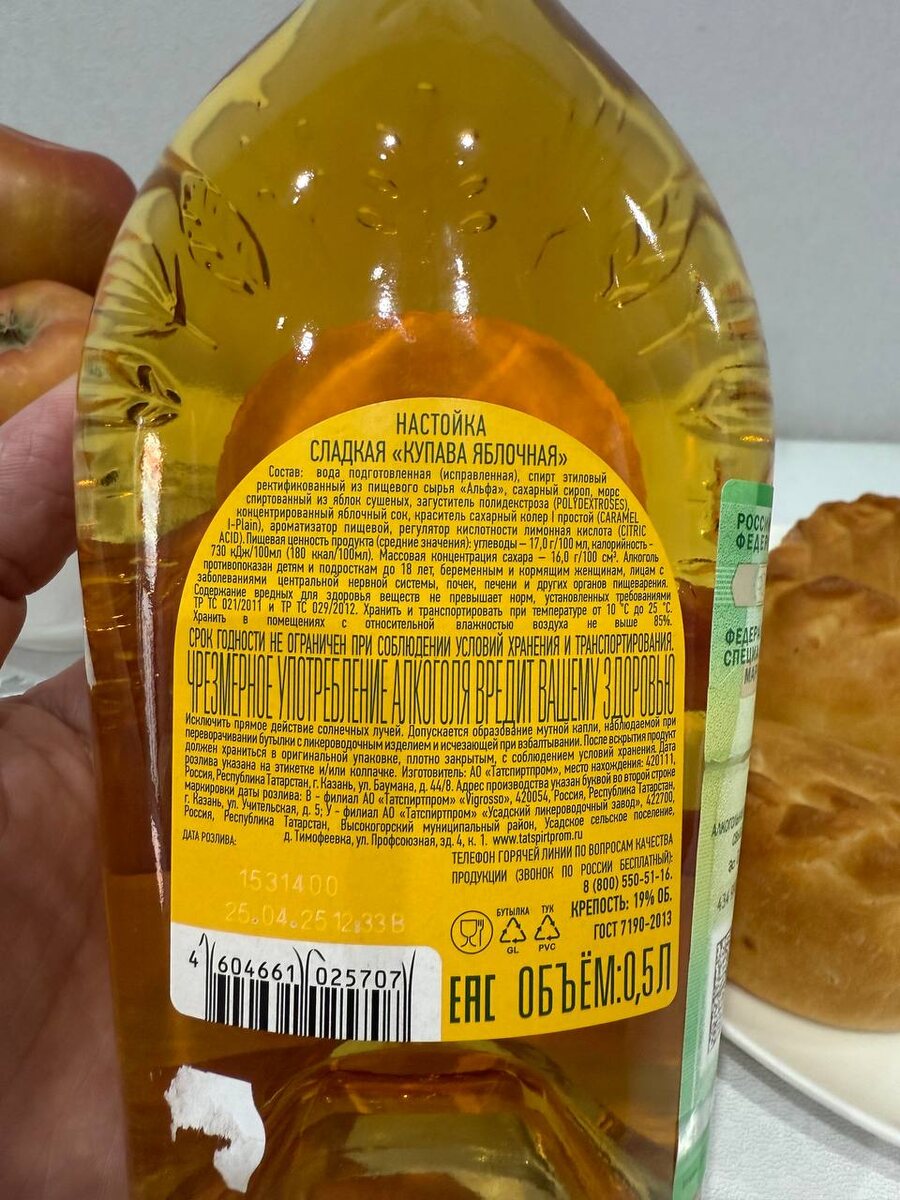 НАСТОЙКА
СЛАДКАЯ «КУПАВА ЯБЛОЧНАЯ»
Состав: вода подготовленная (исправленная), спирт этиловый
ректификованный из пищевого сырья «Альфа», сахарный сироп, морс
спиртованный из яблок сушеных, загуститель полидекстроза (POLYDEXTROSES),
концентрированный яблочный сок, краситель сахарный колер I простой (CARAMEL
I-Plain), ароматизатор пищевой, регулятор кислотности лимонная кислота (CITRIC
ACID). Пищевая ценность продукта (средние значения): углеводы – 17,0 г/100 мл, калорийность -
730 кДж/100мл (180 ккал/100мл). Массовая концентрация сахара – 16,0 г/100 см³. Алкоголь
противопоказан детям и подросткам до 18 лет, беременным и кормящим женщинам, лицам с
заболеваниями центральной нервной системы, почек, печени и других органов пищеварения.
Содержание вредных для здоровья веществ не превышает норм, установленных требованиями
ТР ТС 021/2011 и ТР ТС 029/2012. Хранить и транспортировать при температуре от 10 °С до 25 °С.
Хранить в помещениях с относительной влажностью воздуха не выше 85%.
СРОК ГОДНОСТИ НЕ ОГРАНИЧЕН ПРИ СОБЛЮДЕНИИ УСЛОВИЙ ХРАНЕНИЯ И ТРАНСПОРТИРОВАНИЯ.
ЧРЕЗМЕРНОЕ УПОТРЕБЛЕНИЕ АЛКОГОЛЯ ВРЕДИТ ВАШЕМУ ЗДОРОВЬЮ
Исключить прямое действие солнечных лучей. Допускается образование мутной капли, наблюдаемой при
переворачивании бутылки с ликероводочным изделием и исчезающей при взбалтывании. После вскрытия продукт
должен храниться в оригинальной упаковке, плотно закрытым, с соблюдением условий хранения. Дата
розлива указана на этикетке и/или колпачке. Изготовитель: АО «Татспиртпром», место нахождения: 420111,
Россия, Республика Татарстан, г. Казань, ул. Баумана, д. 44/8. Адрес производства указан буквой во второй строке
маркировки даты розлива: В - филиал АО «Татспиртпром» «Vigrosso», 420054, Россия, Республика Татарстан,
г. Казань, ул. Учительская, д. 5; У - филиал АО «Татспиртпром» «Усадский ликероводочный завод», 422700,
Россия, Республика Татарстан, Высокогорский муниципальный район, Усадское сельское поселение,
д. Тимофеевка, ул. Профсоюзная, зд. 4, к. 1. www.tatspirtprom.ru
ДАТА РОЗЛИВА:
1531400
25.04.25 12:33В
ТЕЛЕФОН ГОРЯЧЕЙ ЛИНИИ ПО ВОПРОСАМ КАЧЕСТВА
ПРОДУКЦИИ (ЗВОНОК ПО РОССИИ БЕСПЛАТНЫЙ):
8 (800) 550-51-16.
КРЕПОСТЬ: 19% ОБ.
ГОСТ 7190-2013
БУТЫЛКА
ТУК
GL
PVC
4 604661 025707
EAC ОБЪЁМ:0,5Л
РОССИ
ФЕДЕР
ФЕДЕРА
СПЕЦИА
МАР